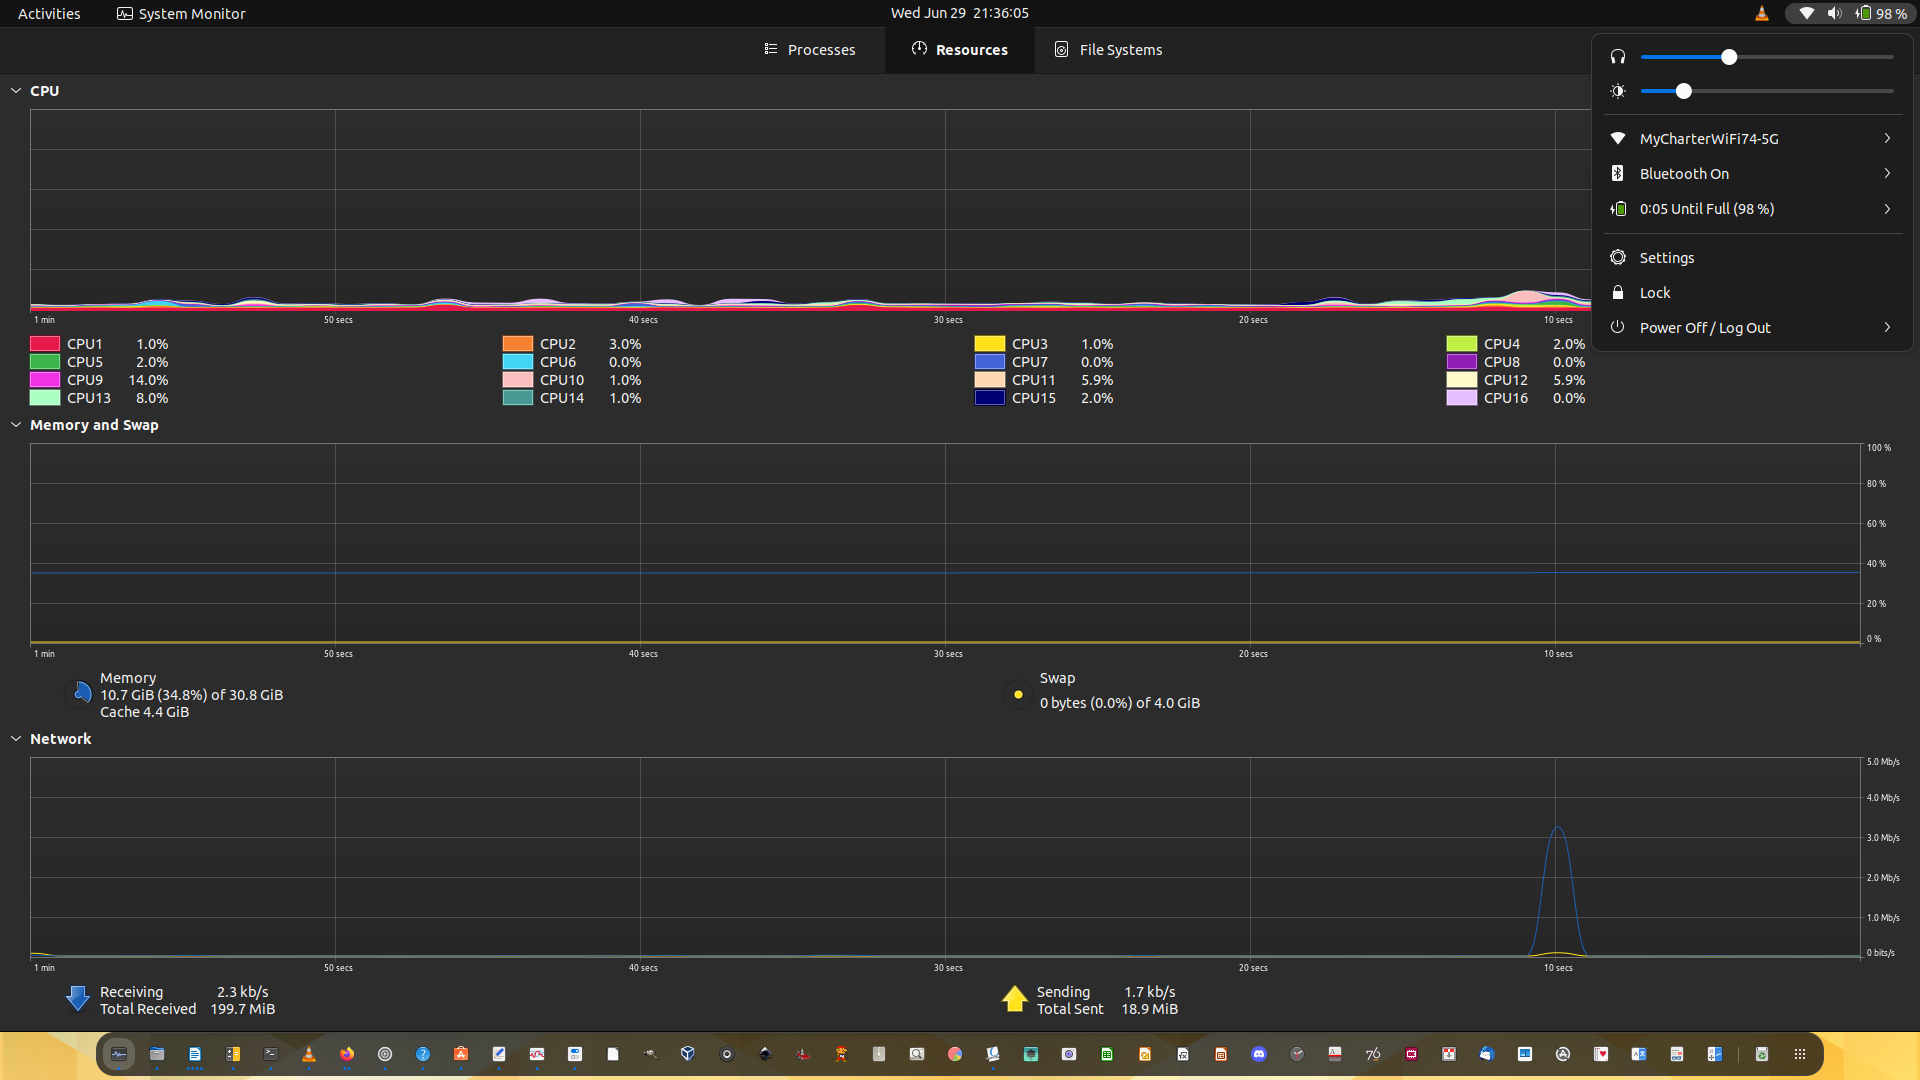 Activities System Monitor Wed Jun 29 21:36:05 98 %
Processes Resources File Systems
CPU
MyCharterWiFi74-5G
Bluetooth On
0:05 Until Full (98 %)
Settings
Lock
Power Off / Log Out
1 min 50 secs 40 secs 30 secs 20 secs 10 secs
CPU1 1.0% CPU2 3.0% CPU3 1.0% CPU4 2.0%
CPU5 2.0% CPU6 0.0% CPU7 0.0% CPU8 0.0%
CPU9 14.0% CPU10 1.0% CPU11 5.9% CPU12 5.9%
CPU13 8.0% CPU14 1.0% CPU15 2.0% CPU16 0.0%
Memory and Swap
100 %
80 %
60 %
40 %
20 %
0 %
1 min 50 secs 40 secs 30 secs 20 secs 10 secs
Memory
10.7 GiB (34.8%) of 30.8 GiB
Cache 4.4 GiB
Swap
0 bytes (0.0%) of 4.0 GiB
Network
5.0 Mb/s
4.0 Mb/s
3.0 Mb/s
2.0 Mb/s
1.0 Mb/s
0 bits/s
1 min 50 secs 40 secs 30 secs 20 secs 10 secs
Receiving 2.3 kb/s
Total Received 199.7 MiB
Sending 1.7 kb/s
Total Sent 18.9 MiB